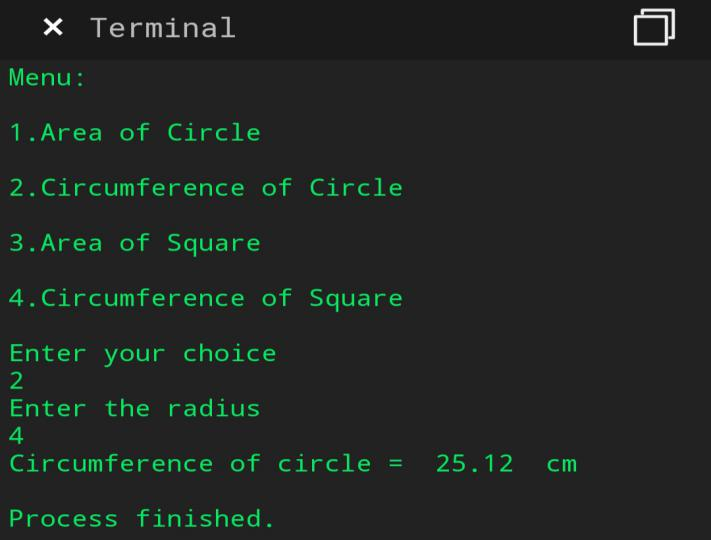 Terminal
Menu:
1.Area of Circle
2.Circumference of Circle
3.Area of Square
4.Circumference of Square
Enter your choice
2
Enter the radius
4
Circumference of circle =  25.12  cm
Process finished.